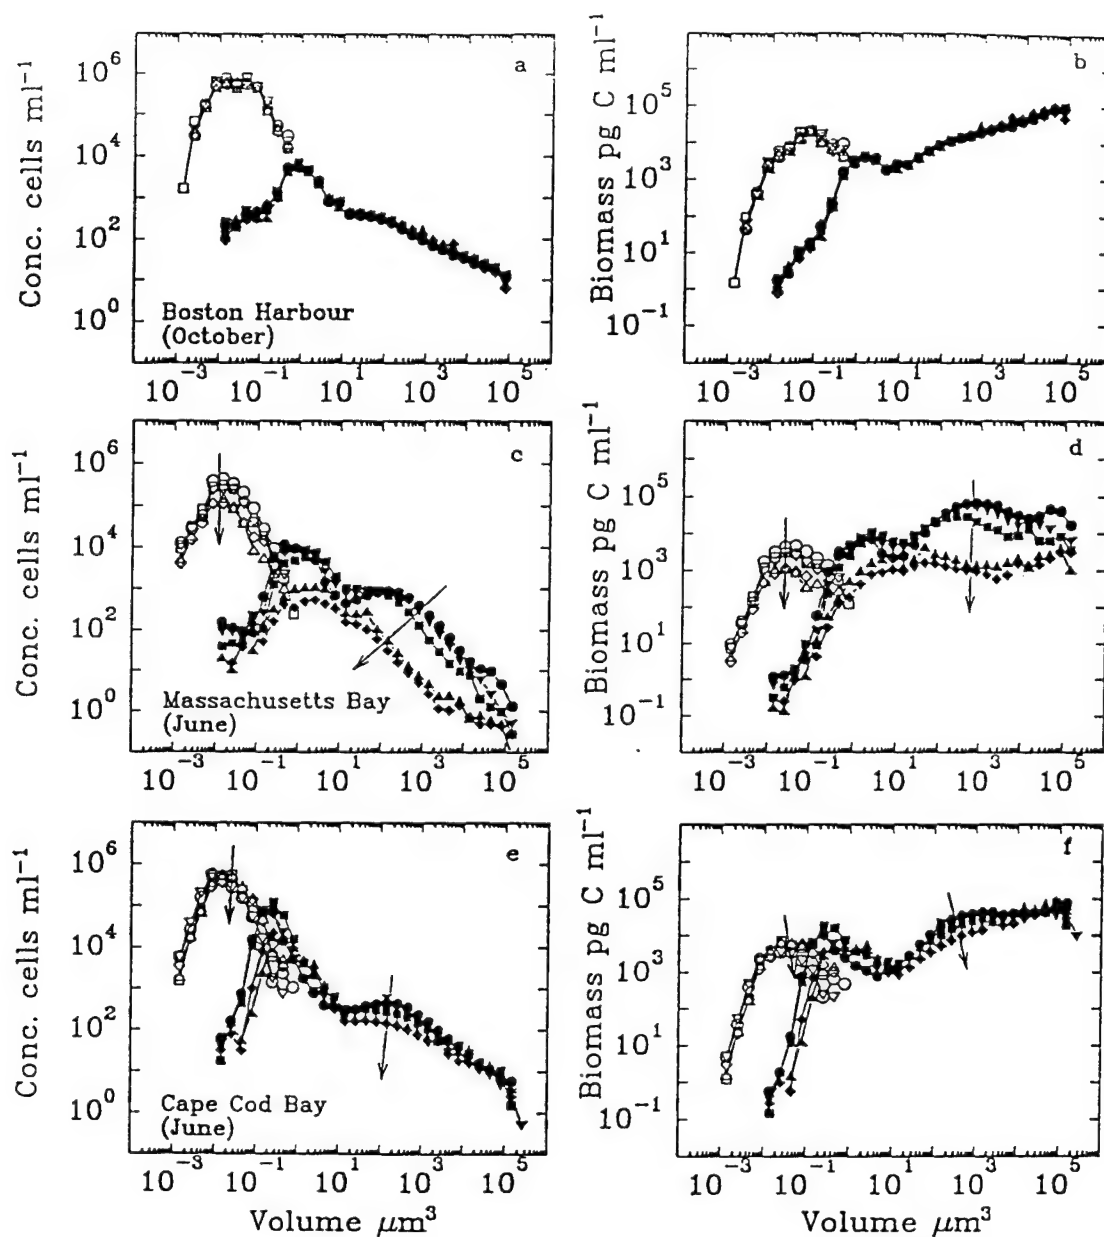 Conc. cells ml⁻¹
10⁶
10⁴
10²
10⁰
a
Boston Harbour
(October)
10⁻³ 10⁻¹ 10¹ 10³ 10⁵
Biomass pg C ml⁻¹
10⁵
10³
10¹
10⁻¹
b
10⁻³ 10⁻¹ 10¹ 10³ 10⁵
Conc. cells ml⁻¹
10⁶
10⁴
10²
10⁰
c
Massachusetts Bay
(June)
10⁻³ 10⁻¹ 10¹ 10³ 10⁵
Biomass pg C ml⁻¹
10⁵
10³
10¹
10⁻¹
d
10⁻³ 10⁻¹ 10¹ 10³ 10⁵
Conc. cells ml⁻¹
10⁶
10⁴
10²
10⁰
e
Cape Cod Bay
(June)
10⁻³ 10⁻¹ 10¹ 10³ 10⁵
Volume μm³
Biomass pg C ml⁻¹
10⁵
10³
10¹
10⁻¹
f
10⁻³ 10⁻¹ 10¹ 10³ 10⁵
Volume μm³